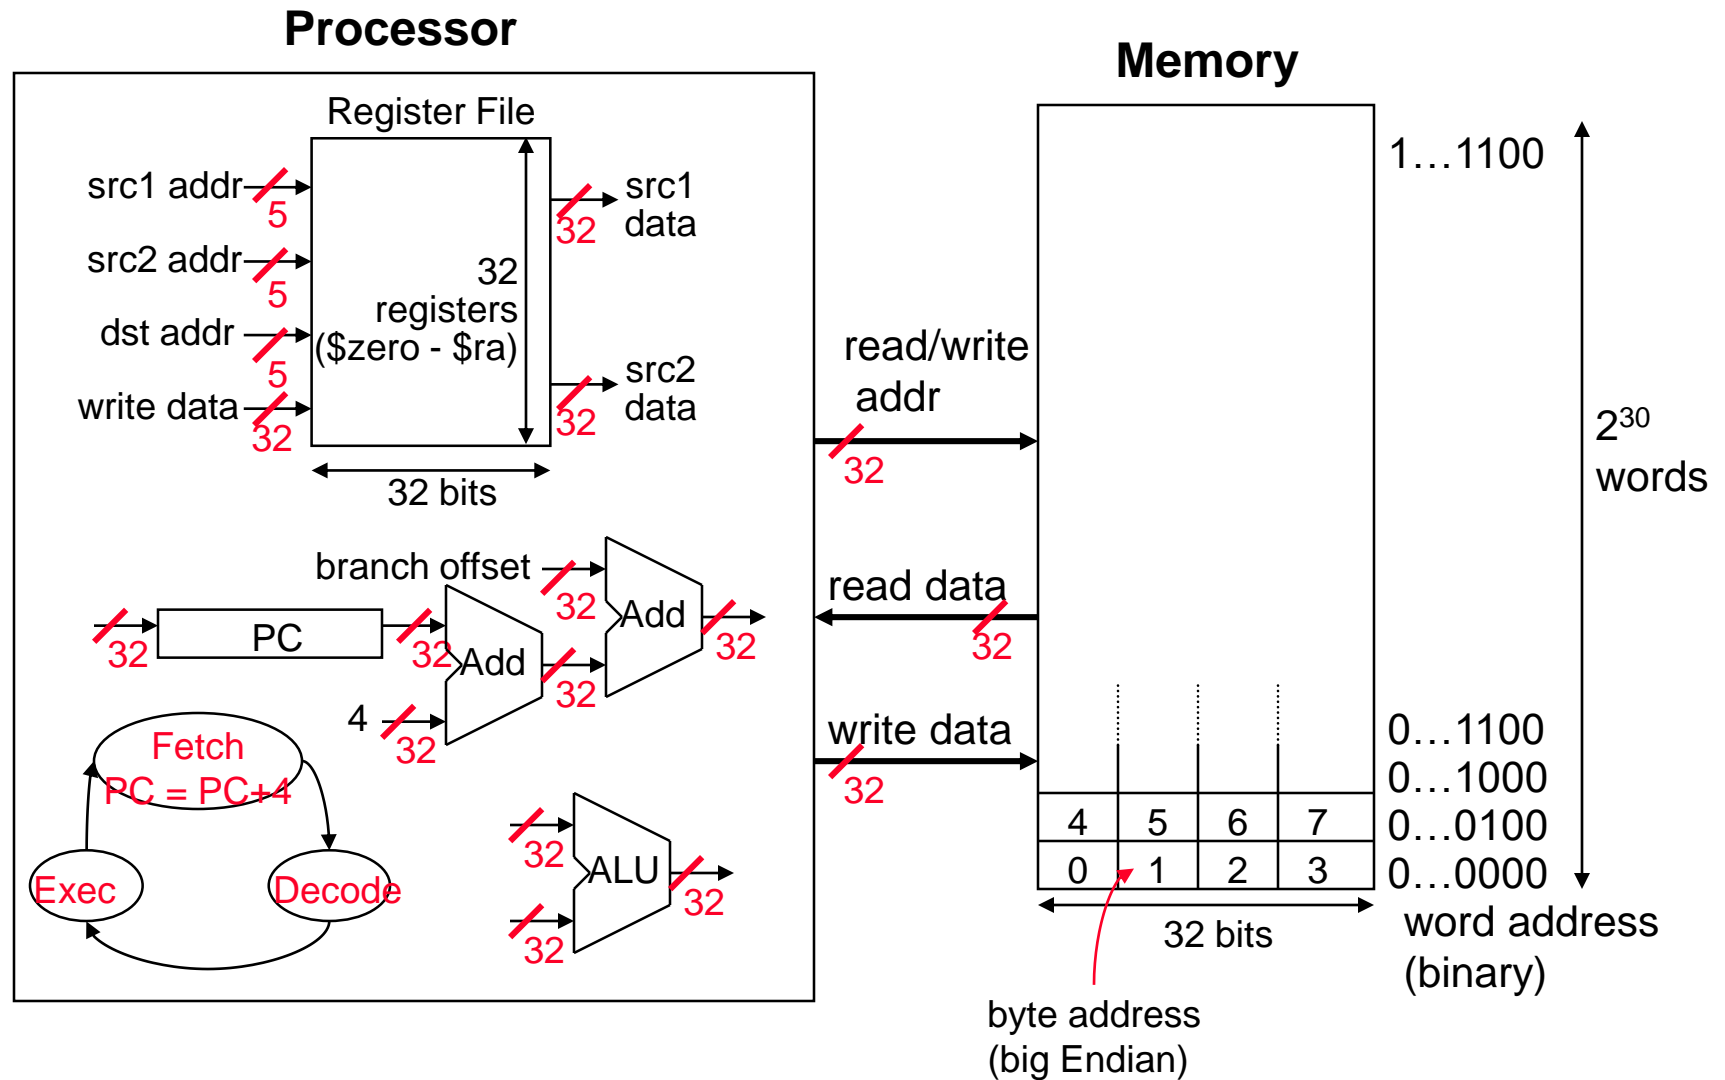 Processor
Memory
Register File
src1 addr
5
src2 addr
5
dst addr
5
write data
32
32
registers
($zero - $ra)
32 bits
src1
data
32
src2
data
32
branch offset
32
Add
32
PC
32
32
Add
32
4
32
Fetch
PC = PC+4
Exec
Decode
32
ALU
32
32
read/write
addr
32
read data
32
write data
32
1…1100
2³⁰
words
0…1100
0…1000
4 5 6 7 0…0100
0 1 2 3 0…0000
32 bits
word address
(binary)
byte address
(big Endian)